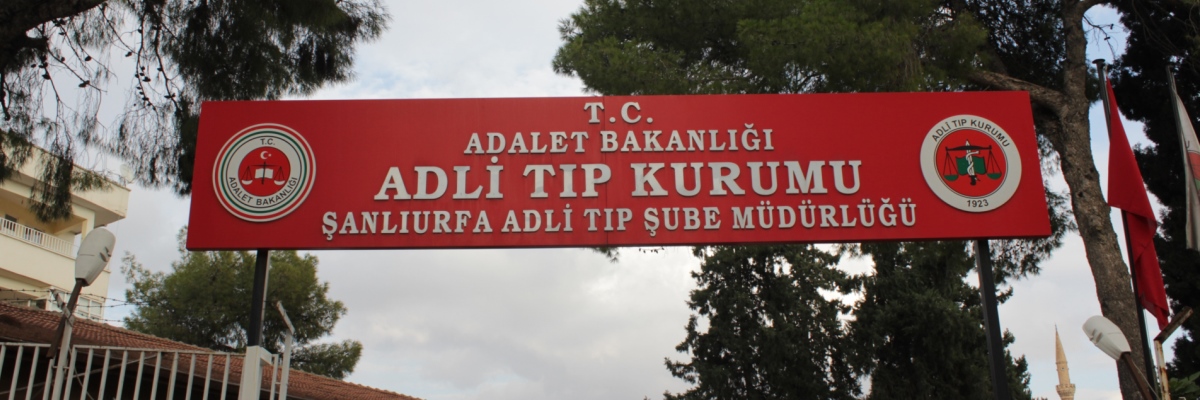 T.C.
ADALET BAKANLIĞI
ADLİ TIP KURUMU
ŞANLIURFA ADLİ TIP ŞUBE MÜDÜRLÜĞÜ
T.C.
ADALET BAKANLIĞI
ADLİ TIP KURUMU
1923